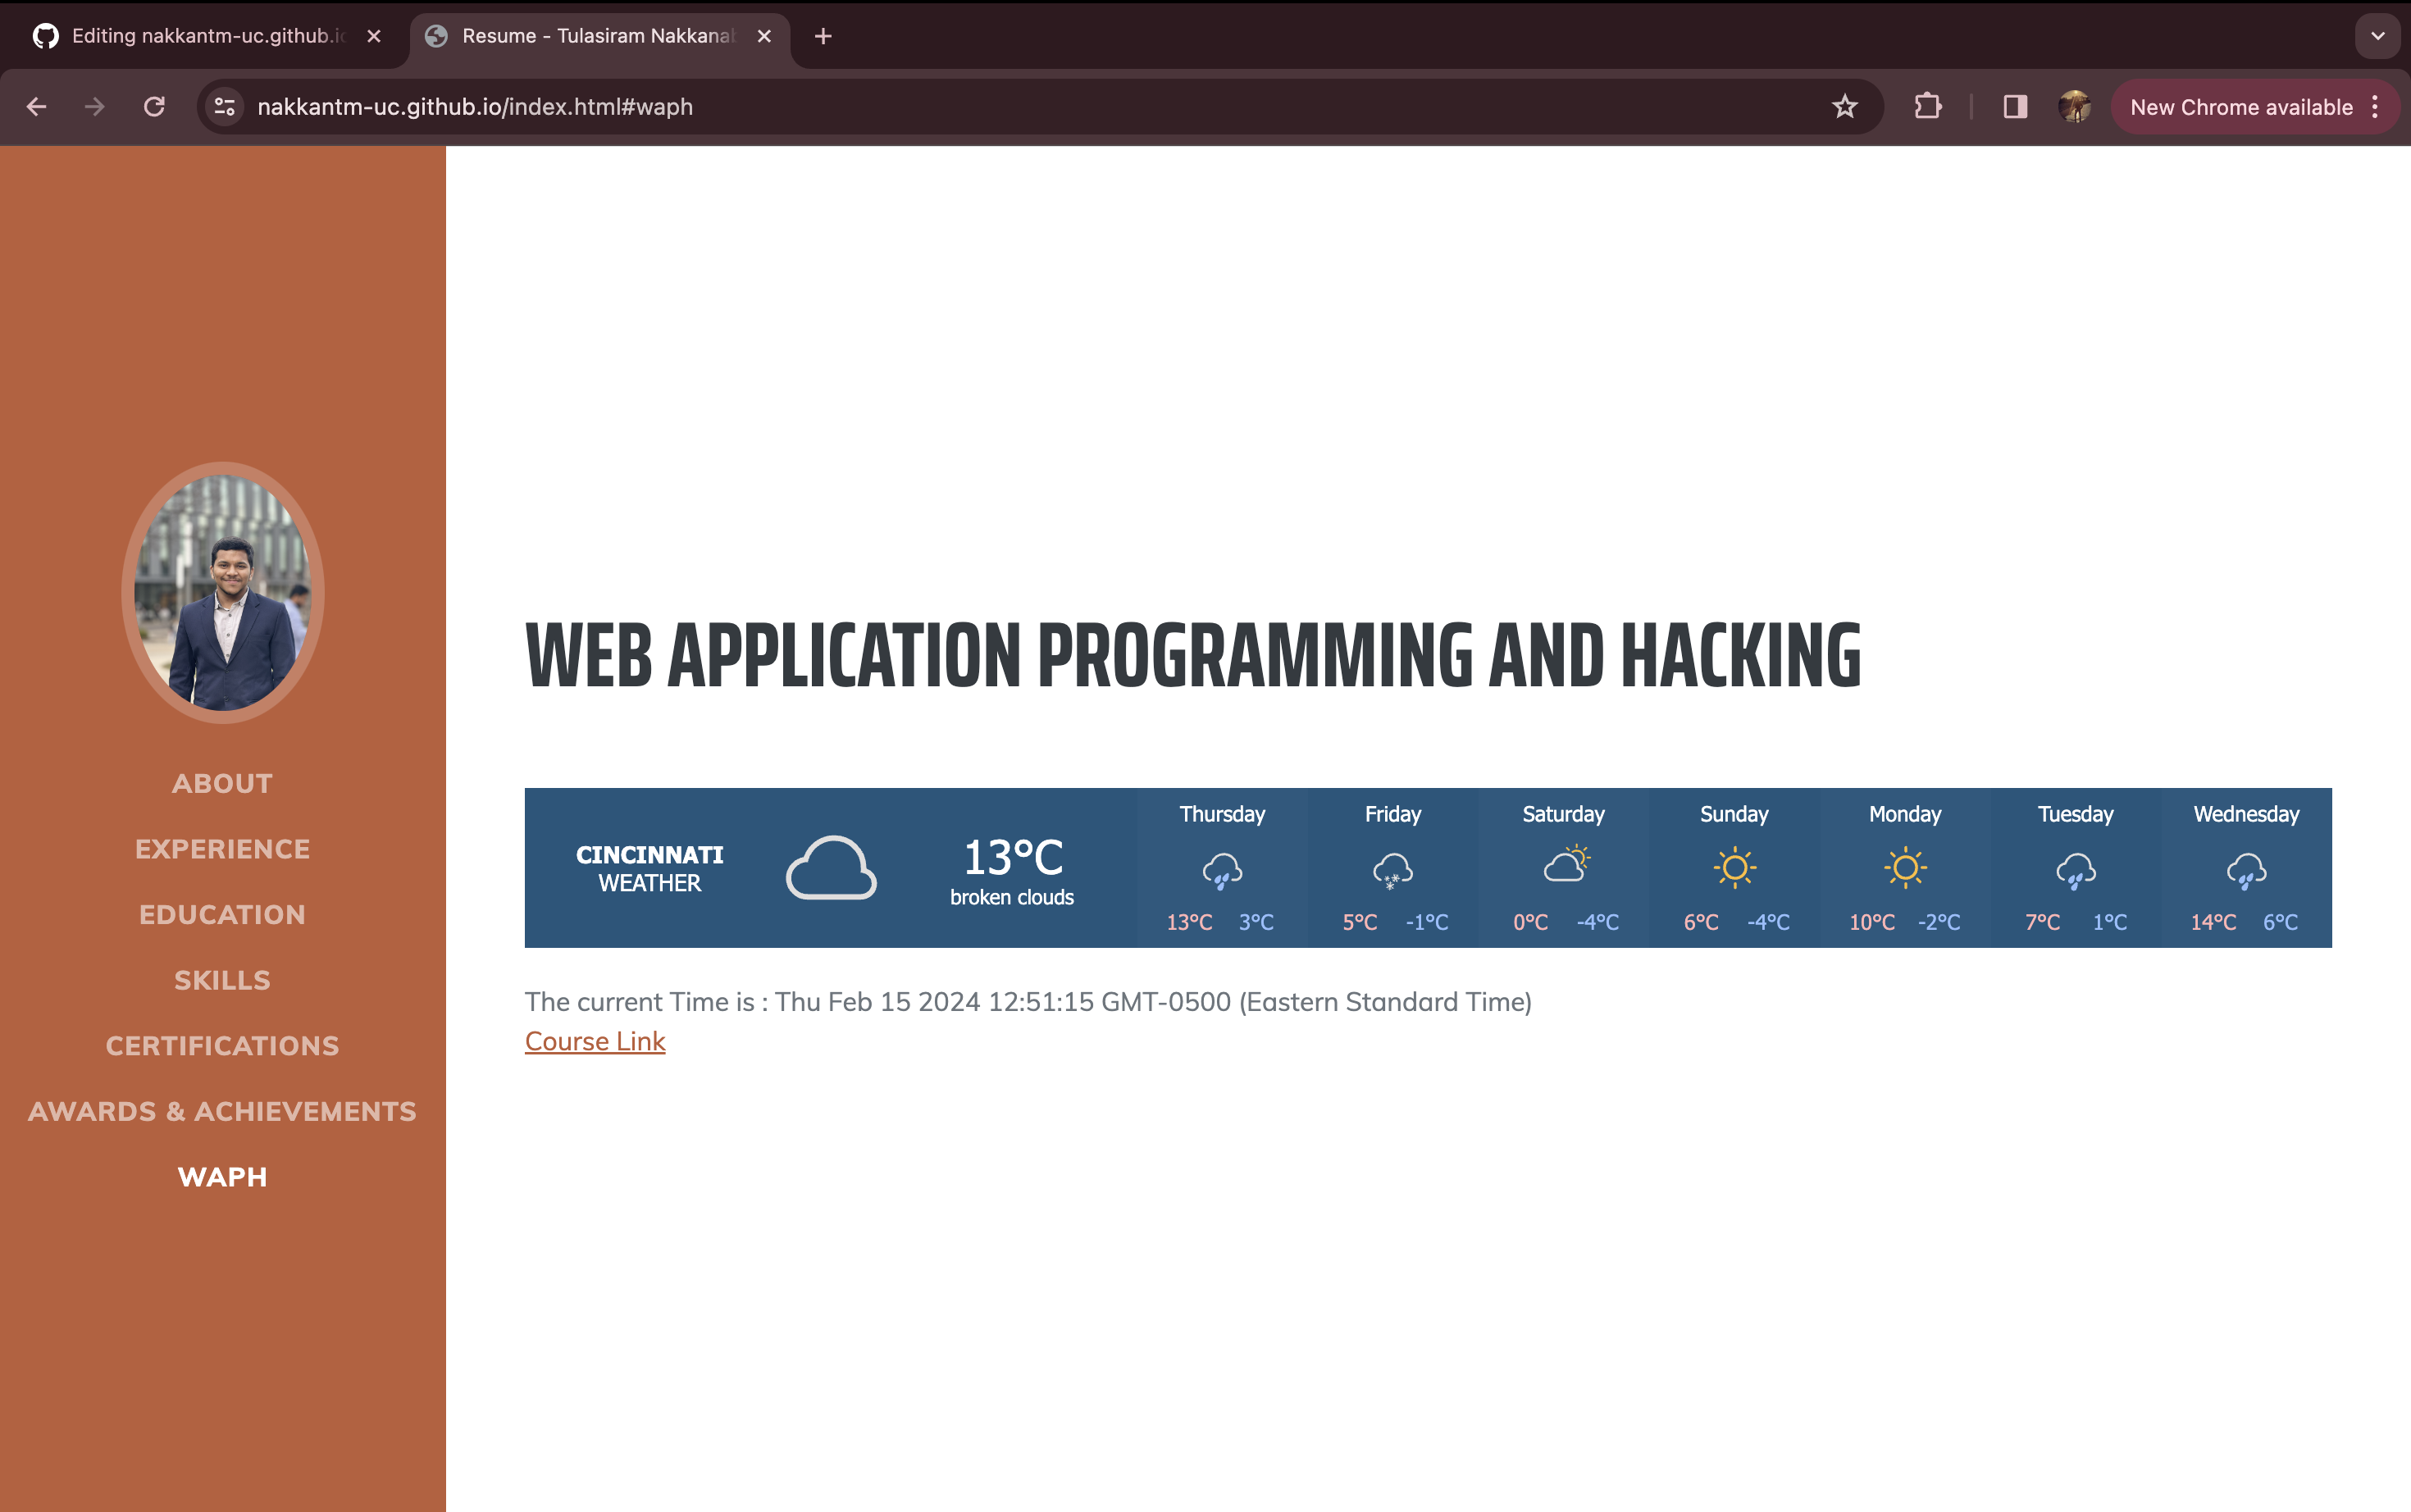 Editing nakkantm-uc.github.io
Resume - Tulasiram Nakkana
nakkantm-uc.github.io/index.html#waph
New Chrome available
ABOUT
EXPERIENCE
EDUCATION
SKILLS
CERTIFICATIONS
AWARDS & ACHIEVEMENTS
WAPH
WEB APPLICATION PROGRAMMING AND HACKING
CINCINNATI
WEATHER
13°C
broken clouds
Thursday
13°C 3°C
Friday
5°C -1°C
Saturday
0°C -4°C
Sunday
6°C -4°C
Monday
10°C -2°C
Tuesday
7°C 1°C
Wednesday
14°C 6°C
The current Time is : Thu Feb 15 2024 12:51:15 GMT-0500 (Eastern Standard Time)
Course Link